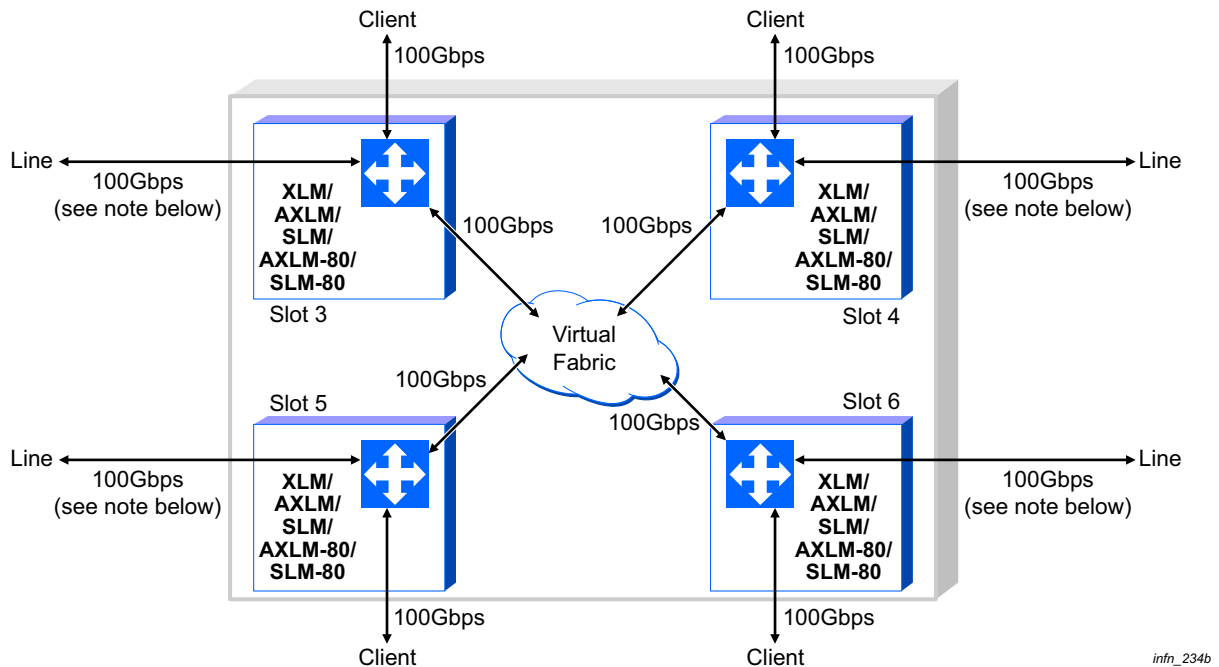 Client
Client
100Gbps
100Gbps
Line
100Gbps
(see note below)
XLM/
AXLM/
SLM/
AXLM-80/
SLM-80
Slot 3
100Gbps
100Gbps
XLM/
AXLM/
SLM/
AXLM-80/
SLM-80
Slot 4
Line
100Gbps
(see note below)
Virtual
Fabric
Slot 5
100Gbps
Line
100Gbps
(see note below)
XLM/
AXLM/
SLM/
AXLM-80/
SLM-80
100Gbps
Client
Slot 6
100Gbps
XLM/
AXLM/
SLM/
AXLM-80/
SLM-80
Line
100Gbps
(see note below)
100Gbps
Client
infn_234b